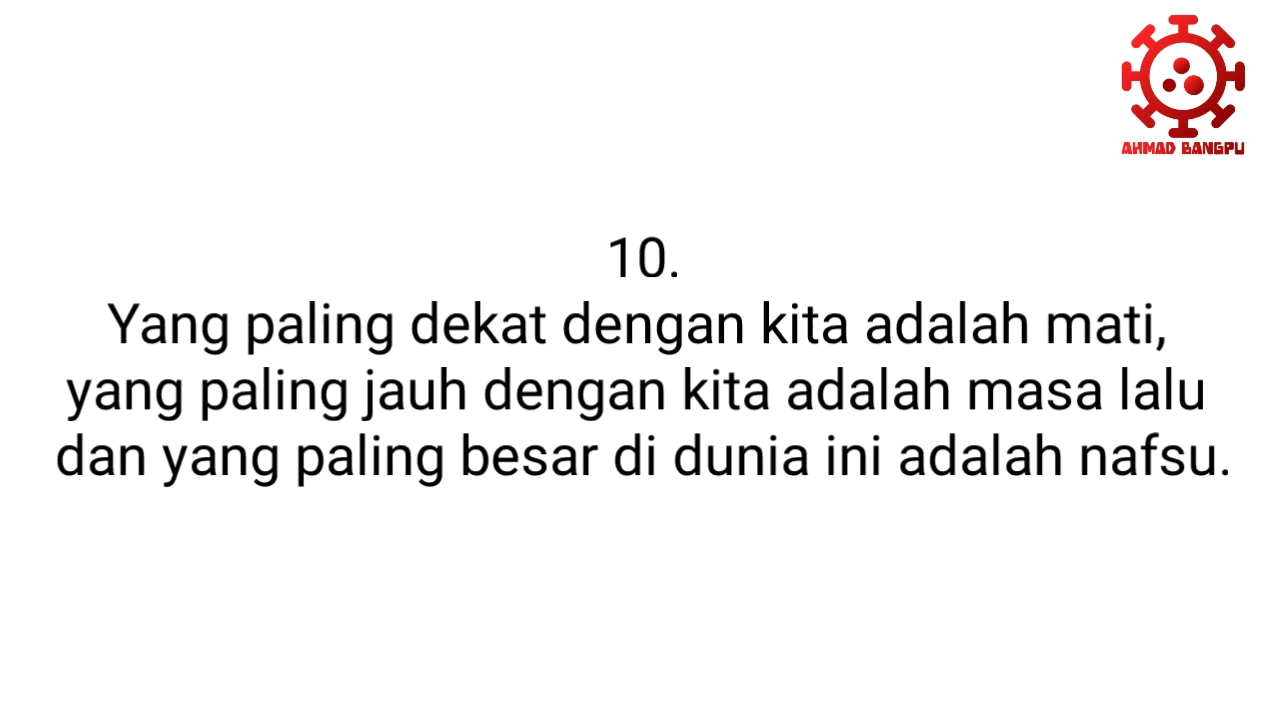 AHMAD BANGPU
10.
Yang paling dekat dengan kita adalah mati,
yang paling jauh dengan kita adalah masa lalu
dan yang paling besar di dunia ini adalah nafsu.